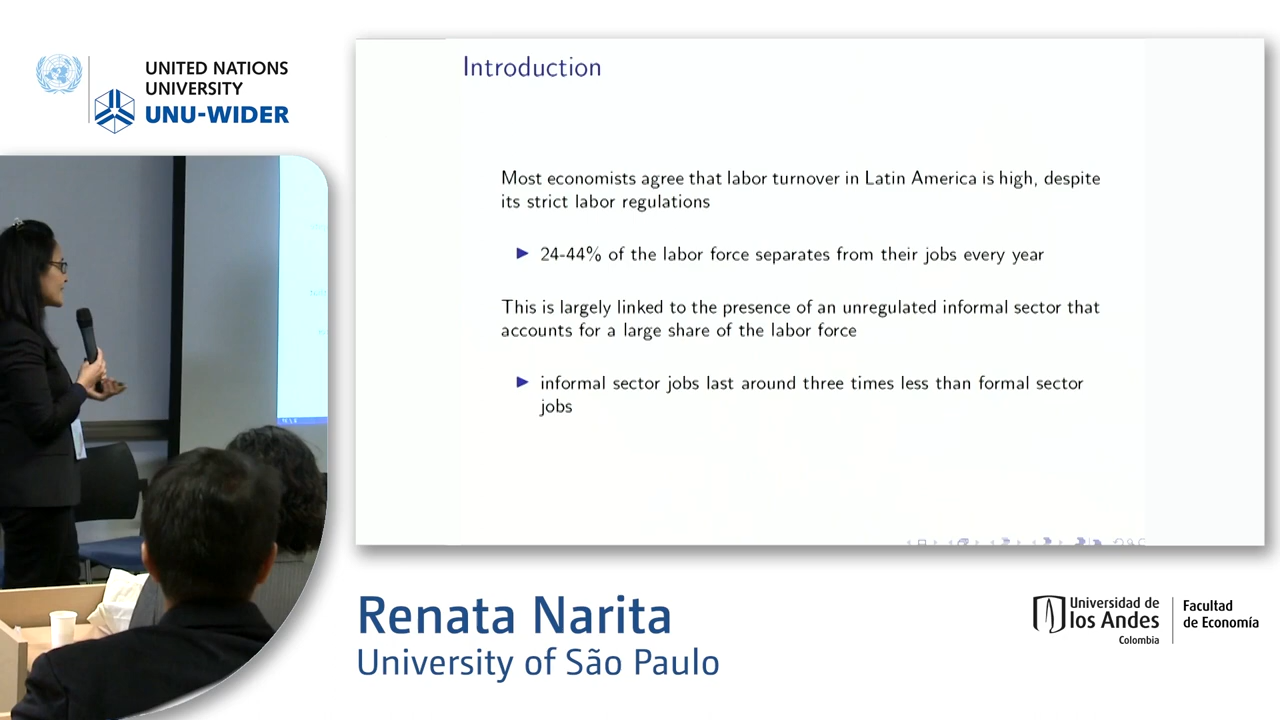 UNITED NATIONS
UNIVERSITY
UNU-WIDER
Introduction
Most economists agree that labor turnover in Latin America is high, despite
its strict labor regulations
24-44% of the labor force separates from their jobs every year
This is largely linked to the presence of an unregulated informal sector that
accounts for a large share of the labor force
informal sector jobs last around three times less than formal sector
jobs
Renata Narita
University of São Paulo
Universidad de
los Andes
Colombia
Facultad
de Economía